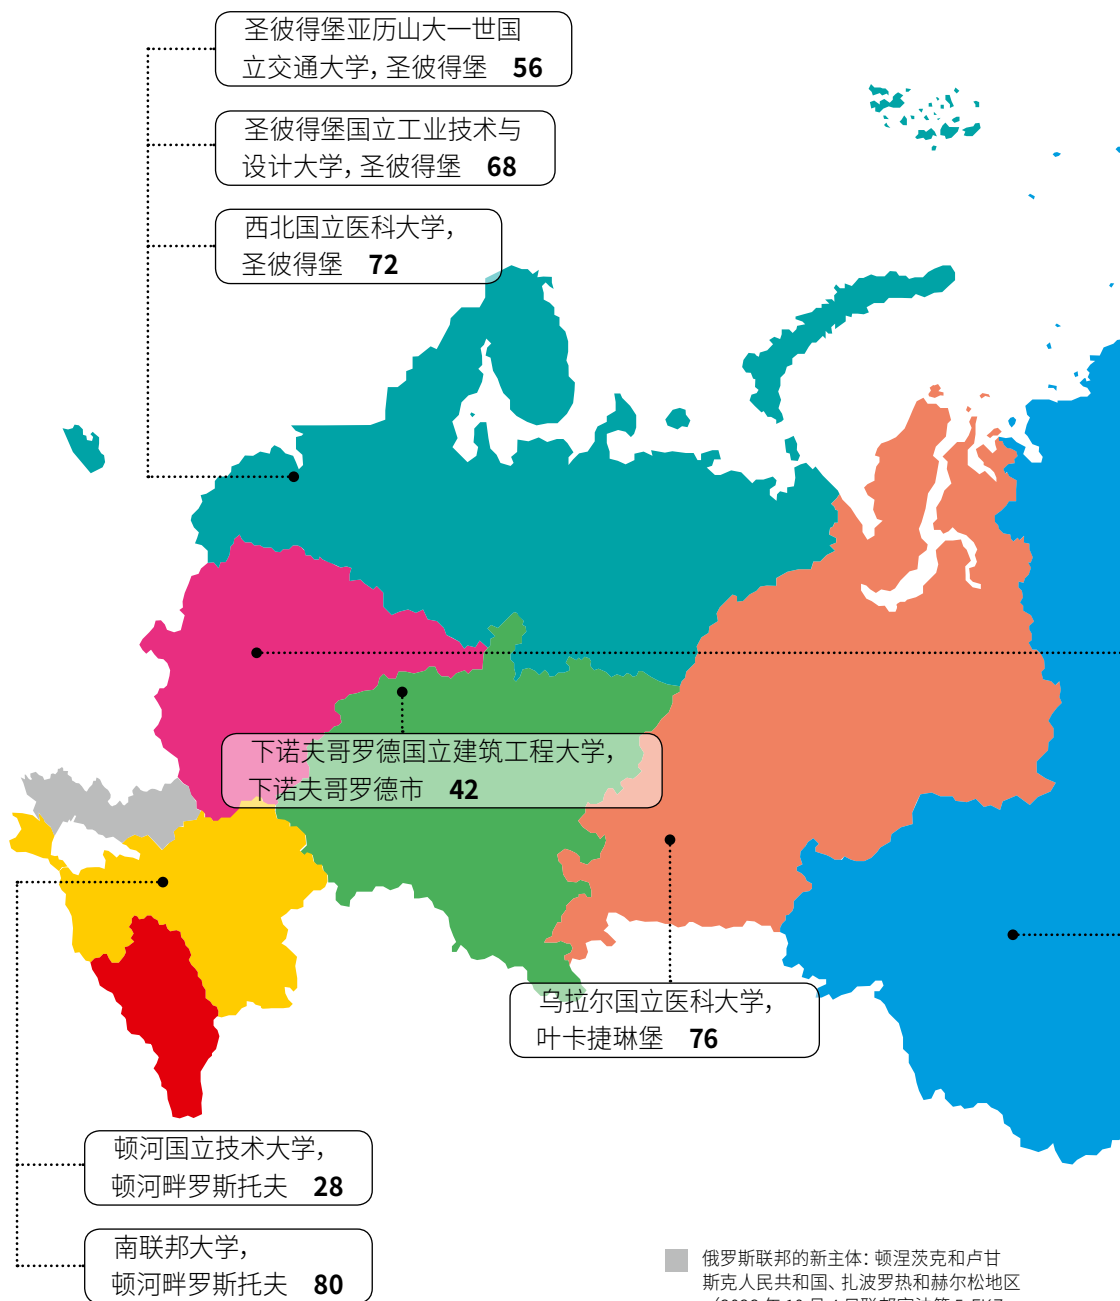 圣彼得堡亚历山大一世国
立交通大学，圣彼得堡 56
圣彼得堡国立工业技术与
设计大学，圣彼得堡 68
西北国立医科大学，
圣彼得堡 72
下诺夫哥罗德国立建筑工程大学，
下诺夫哥罗德市 42
乌拉尔国立医科大学，
叶卡捷琳堡 76
顿河国立技术大学，
顿河畔罗斯托夫 28
南联邦大学，
顿河畔罗斯托夫 80
俄罗斯联邦的新主体：顿涅茨克和卢甘
斯克人民共和国、扎波罗热和赫尔松地区